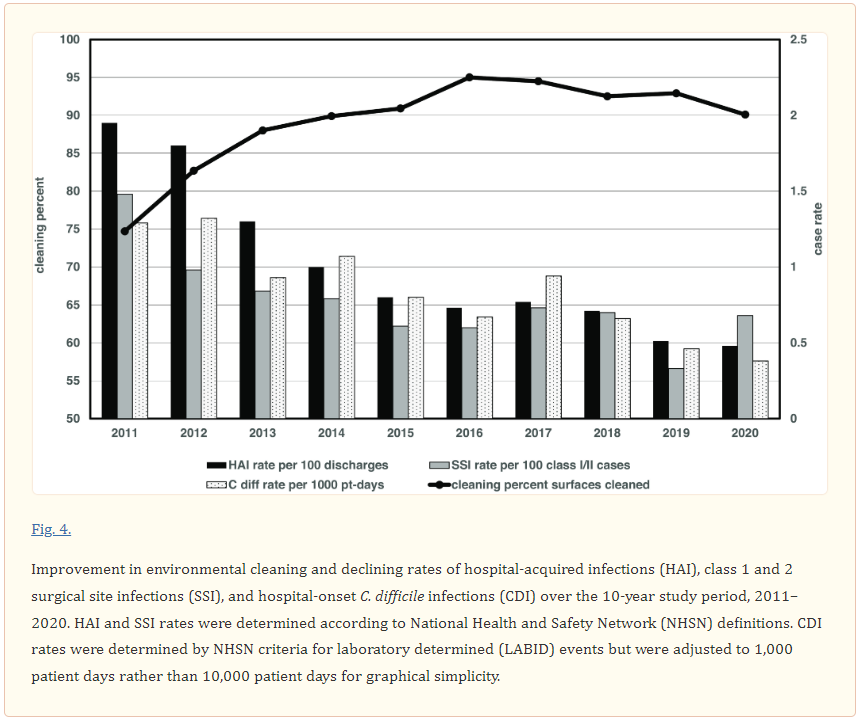 100
95
90
85
80
75
70
65
60
55
50
cleaning percent
2.5
2
1.5
1
0.5
0
case rate
2011 2012 2013 2014 2015 2016 2017 2018 2019 2020
HAI rate per 100 discharges SSI rate per 100 class I/II cases
C diff rate per 1000 pt-days cleaning percent surfaces cleaned
Fig. 4.
Improvement in environmental cleaning and declining rates of hospital-acquired infections (HAI), class 1 and 2
surgical site infections (SSI), and hospital-onset C. difficile infections (CDI) over the 10-year study period, 2011–
2020. HAI and SSI rates were determined according to National Health and Safety Network (NHSN) definitions. CDI
rates were determined by NHSN criteria for laboratory determined (LABID) events but were adjusted to 1,000
patient days rather than 10,000 patient days for graphical simplicity.